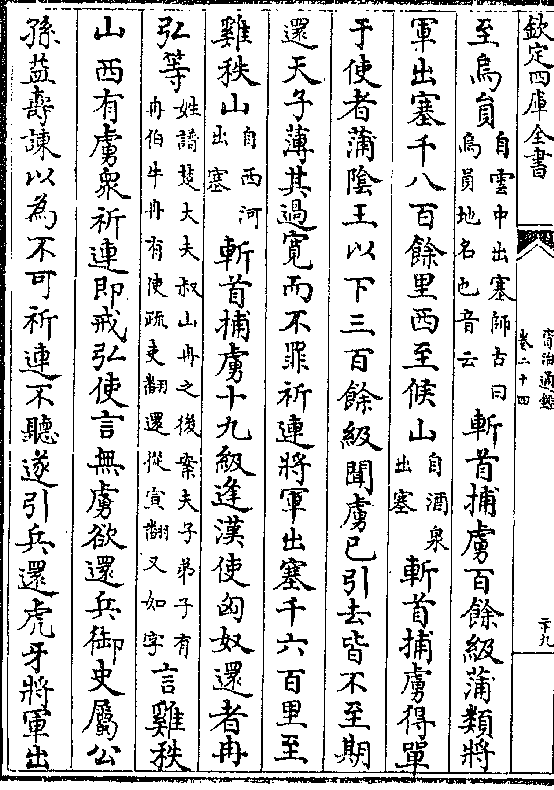 欽定四庫全書
資治通鑑
卷二十四
二十九
至烏員自雲中出塞師古曰烏員地名也音云斬首捕虜百餘級蒲類將
軍出塞千八百餘里西至候山自酒泉出塞斬首捕虜得單
于使者蒲陰王以下三百餘級聞虜已引去皆不至期
還天子薄其過寛而不罪祈連將軍出塞千六百里至
雞秩山自西河出塞斬首捕虜十九級逢漢使匈奴還者冉
弘等姓譜楚大夫叔山冉之後案夫子弟子有冉伯牛冉有使疏吏翻還從宣翻又如字言雞秩
山西有虜衆祈連即戒弘使言無虜欲還兵御史屬公
孫益壽諫以為不可祈連不聽遂引兵還虎牙將軍出